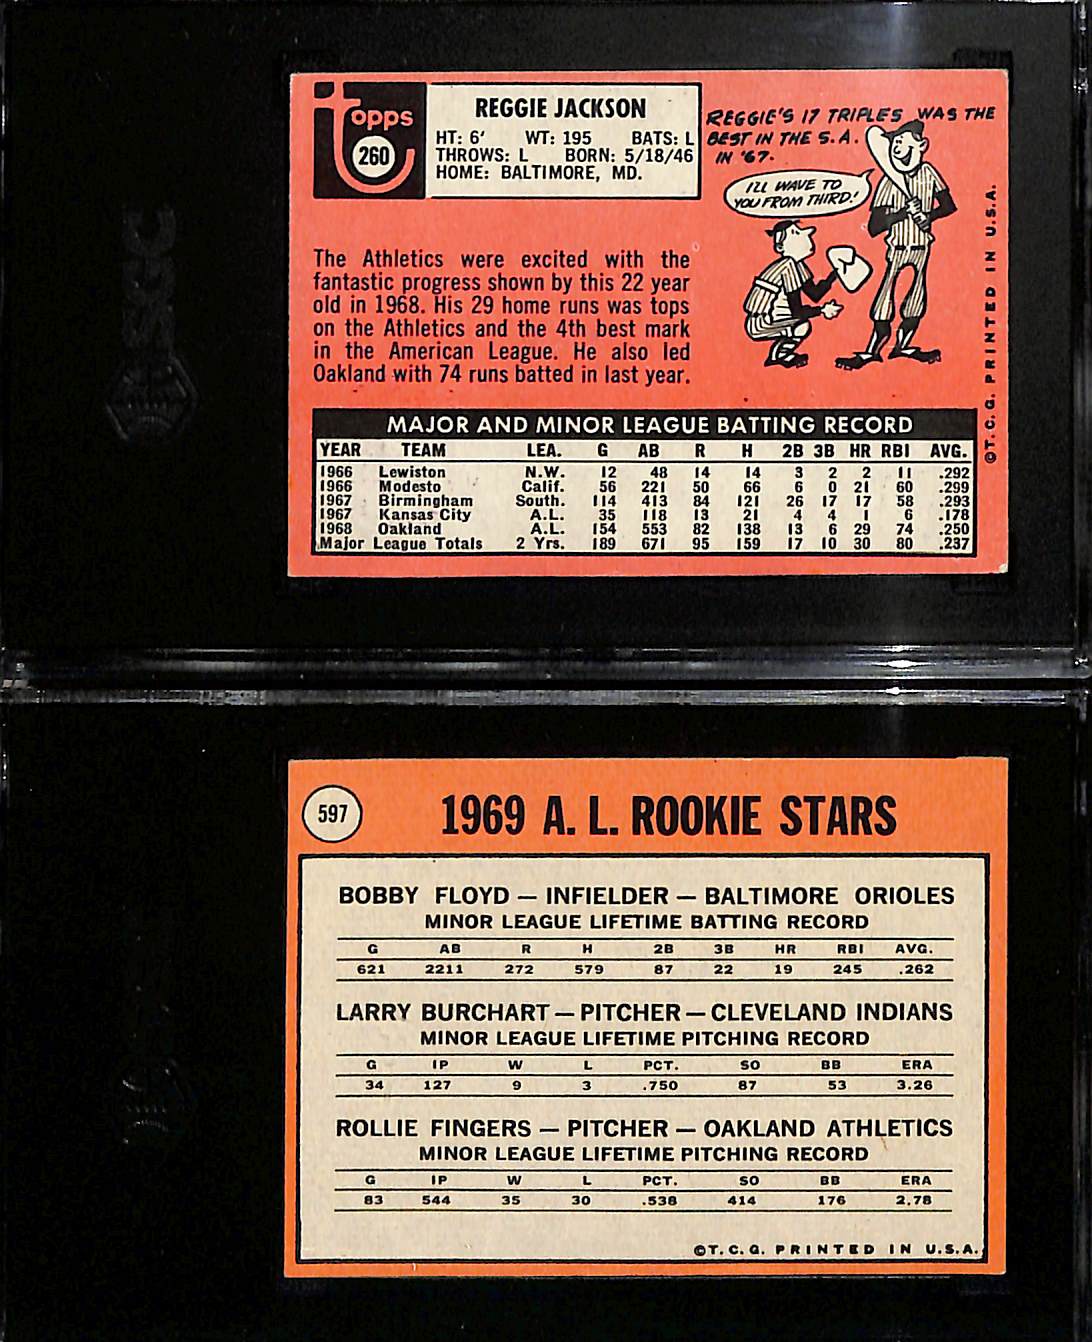 Topps
260
REGGIE JACKSON
HT: 6' WT: 195 BATS: L
THROWS: L BORN: 5/18/46
HOME: BALTIMORE, MD.
REGGIE'S 17 TRIPLES WAS THE
BEST IN THE S.A.
IN '67.
I'LL WAVE TO
YOU FROM THIRD!
The Athletics were excited with the
fantastic progress shown by this 22 year
old in 1968. His 29 home runs was tops
on the Athletics and the 4th best mark
in the American League. He also led
Oakland with 74 runs batted in last year.
©T.C.G. PRINTED IN U.S.A.
MAJOR AND MINOR LEAGUE BATTING RECORD
YEAR TEAM LEA. G AB R H 2B 3B HR RBI AVG.
1966 Lewiston N.W. 12 48 14 14 3 2 2 11 .292
1966 Modesto Calif. 56 221 50 66 6 0 21 60 .299
1967 Birmingham South. 114 413 84 121 26 17 17 58 .293
1967 Kansas City A.L. 35 118 13 21 4 4 1 6 .178
1968 Oakland A.L. 154 553 82 138 13 6 29 74 .250
Major League Totals 2 Yrs. 189 671 95 159 17 10 30 80 .237
SGC
597
1969 A. L. ROOKIE STARS
BOBBY FLOYD — INFIELDER — BALTIMORE ORIOLES
MINOR LEAGUE LIFETIME BATTING RECORD
G AB R H 2B 3B HR RBI AVG.
621 2211 272 579 87 22 19 245 .262
LARRY BURCHART — PITCHER — CLEVELAND INDIANS
MINOR LEAGUE LIFETIME PITCHING RECORD
G IP W L PCT. SO BB ERA
34 127 9 3 .750 87 53 3.26
ROLLIE FINGERS — PITCHER — OAKLAND ATHLETICS
MINOR LEAGUE LIFETIME PITCHING RECORD
G IP W L PCT. SO BB ERA
83 544 35 30 .538 414 176 2.78
©T.C.G. PRINTED IN U.S.A.